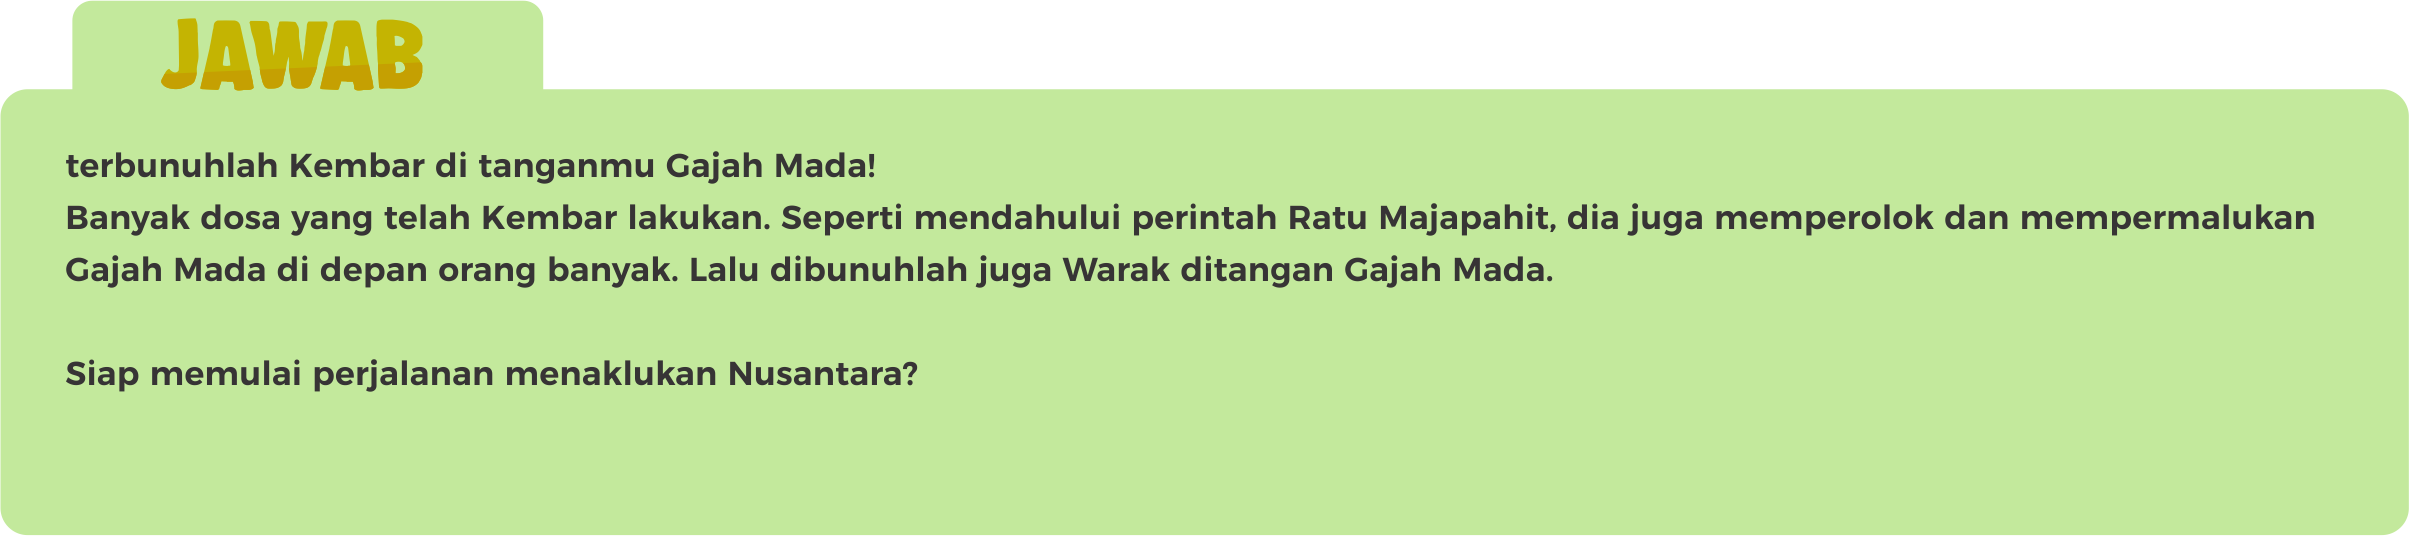 JAWAB
terbunuhlah Kembar di tanganmu Gajah Mada!
Banyak dosa yang telah Kembar lakukan. Seperti mendahului perintah Ratu Majapahit, dia juga memperolok dan mempermalukan
Gajah Mada di depan orang banyak. Lalu dibunuhlah juga Warak ditangan Gajah Mada.
Siap memulai perjalanan menaklukan Nusantara?